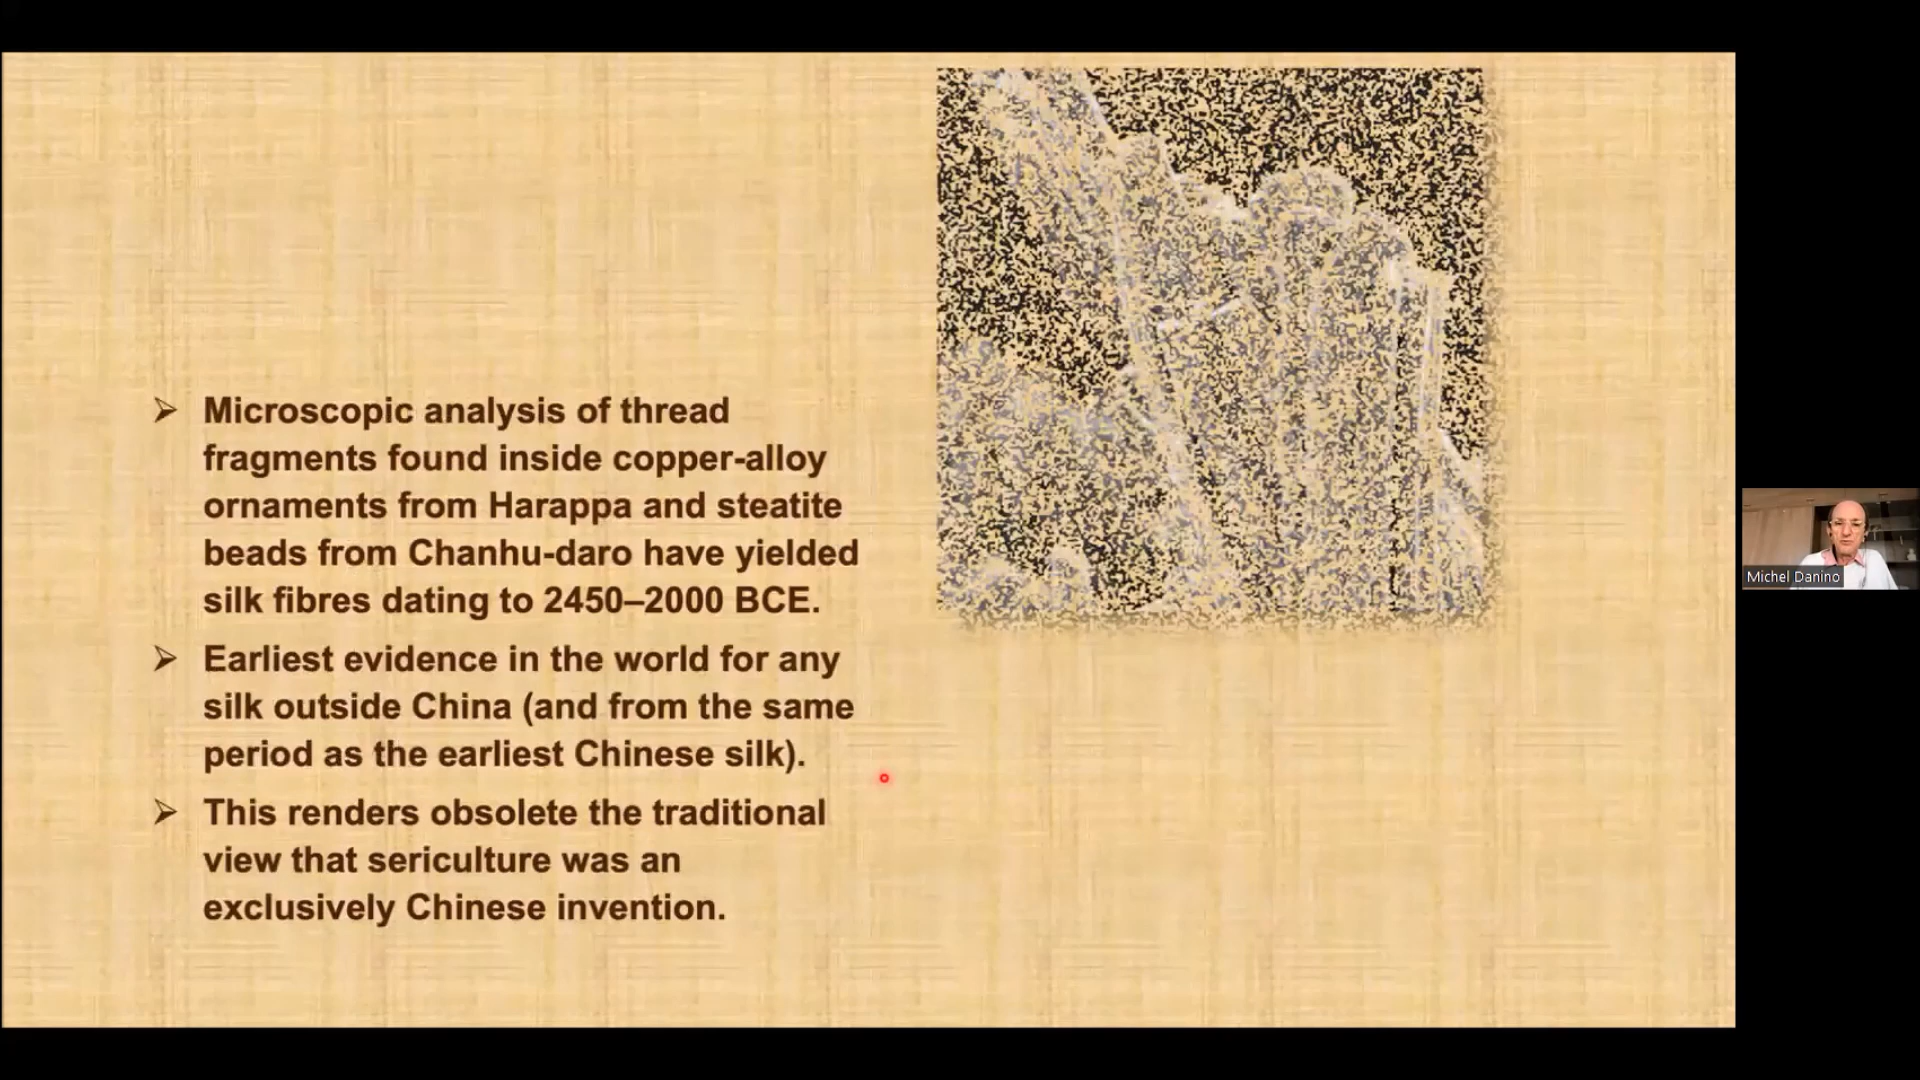 ➢ Microscopic analysis of thread
fragments found inside copper-alloy
ornaments from Harappa and steatite
beads from Chanhu-daro have yielded
silk fibres dating to 2450–2000 BCE.
➢ Earliest evidence in the world for any
silk outside China (and from the same
period as the earliest Chinese silk).
➢ This renders obsolete the traditional
view that sericulture was an
exclusively Chinese invention.
Michel Danino